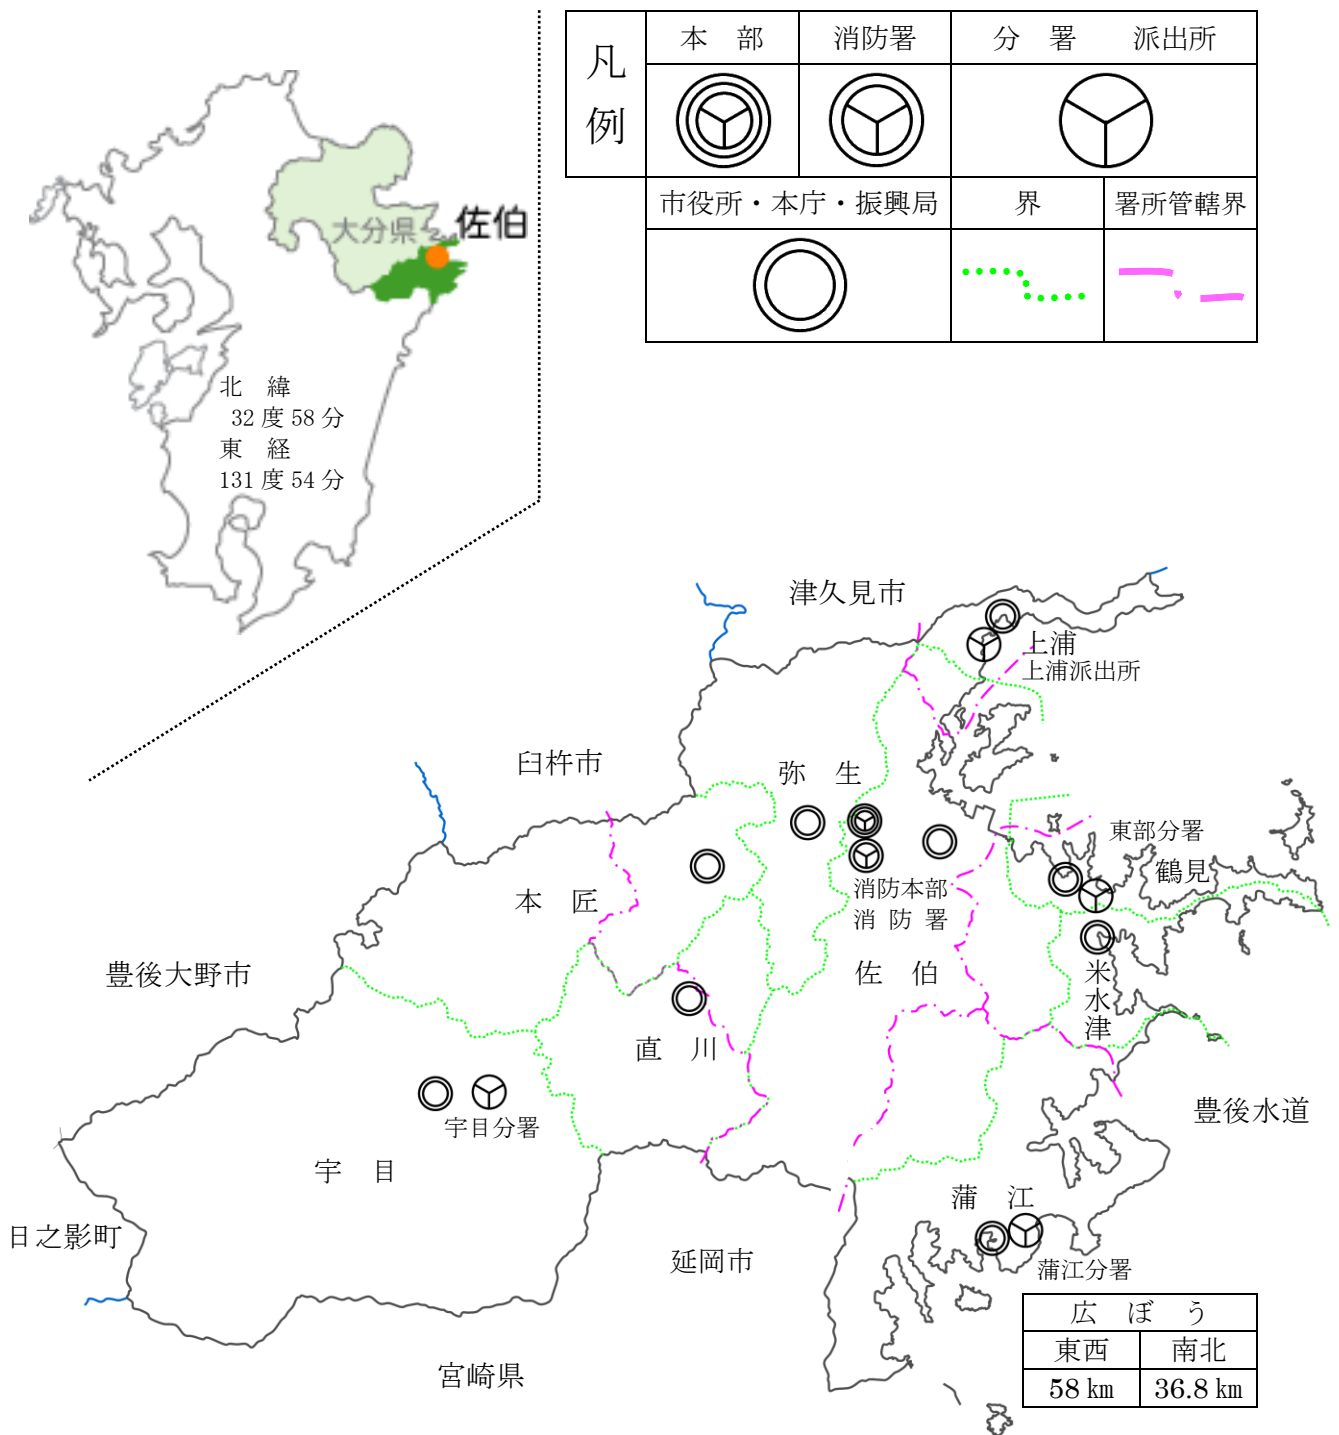 凡例
本　部
消防署
分　署　　派出所
市役所・本庁・振興局
界
署所管轄界
大分県
佐伯
北　緯
32 度 58 分
東　経
131 度 54 分
津久見市
上浦
上浦派出所
臼杵市
弥　生
東部分署
鶴見
本　匠
消防本部
消 防 署
豊後大野市
佐　伯
米水津
直　川
宇目分署
豊後水道
宇　目
蒲　江
日之影町
延岡市
蒲江分署
宮崎県
広　ぼ　う
東西
南北
58 ㎞
36.8 ㎞